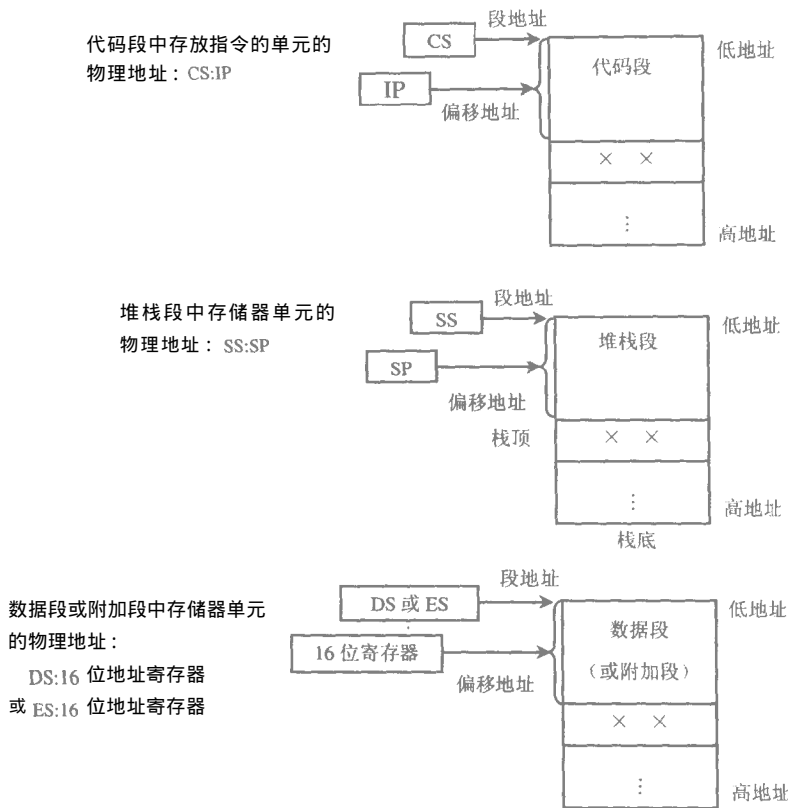 代码段中存放指令的单元的
物理地址：CS:IP
CS
段地址
IP
偏移地址
代码段
低地址
× ×
⋮
高地址
堆栈段中存储器单元的
物理地址：SS:SP
SS
段地址
SP
偏移地址
堆栈段
低地址
栈顶
× ×
⋮
高地址
栈底
数据段或附加段中存储器单元
的物理地址：
DS:16 位地址寄存器
或 ES:16 位地址寄存器
DS 或 ES
段地址
⋮
16 位寄存器
偏移地址
数据段
（或附加段）
低地址
× ×
⋮
高地址